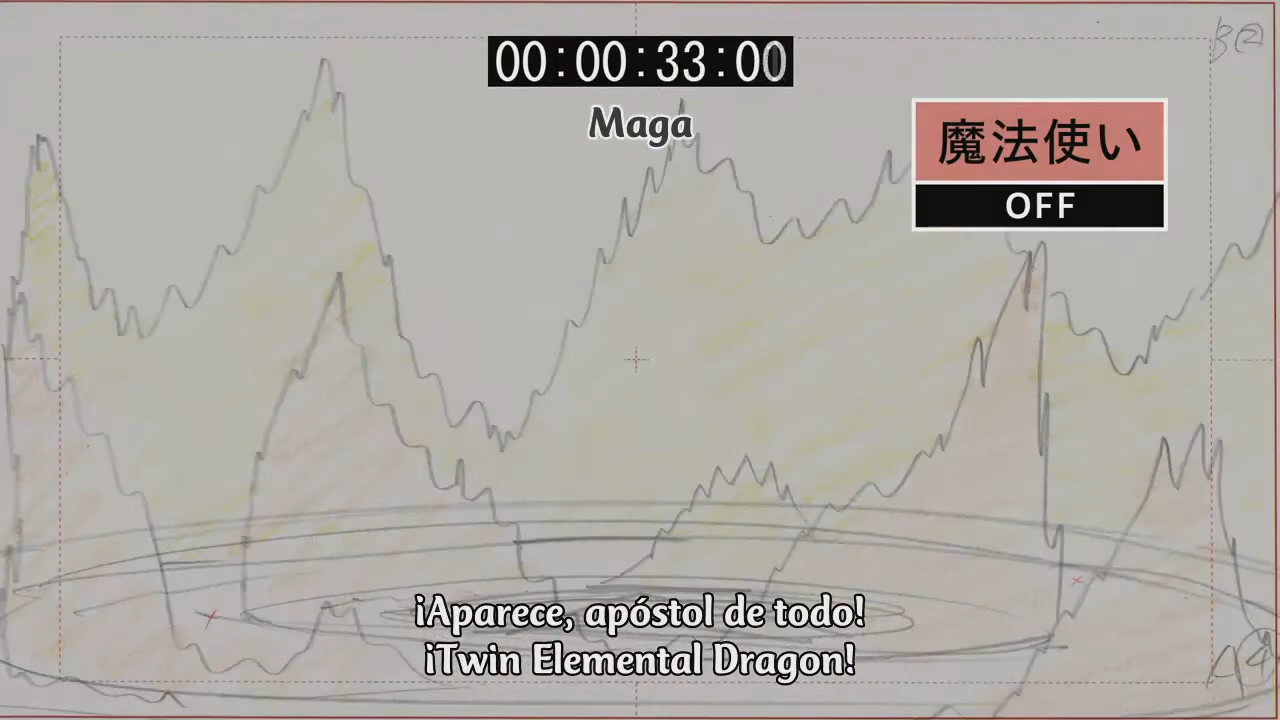 00:00:33:00
Maga
魔法使い
OFF
¡Aparece, apóstol de todo!
¡Twin Elemental Dragon!